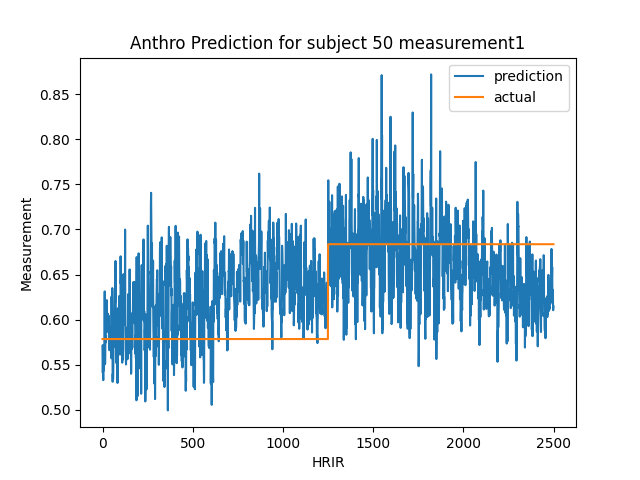 Anthro Prediction for subject 50 measurement1
prediction
actual
Measurement
0.85
0.80
0.75
0.70
0.65
0.60
0.55
0.50
0 500 1000 1500 2000 2500
HRIR